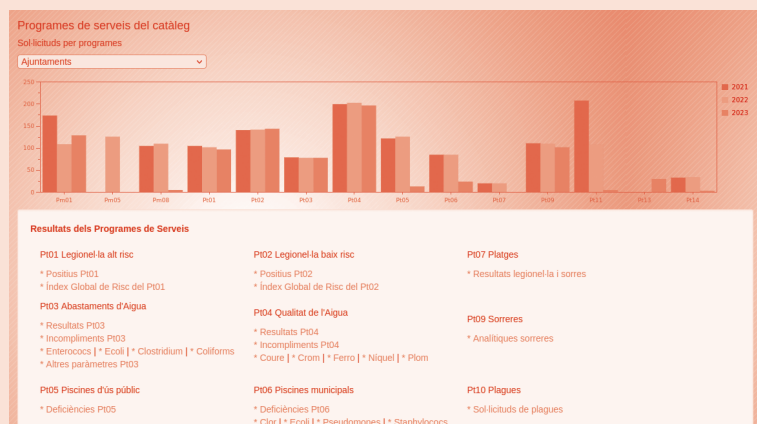 Programes de serveis del catàleg
Sol·licituds per programes
Ajuntaments
250
200
150
100
50
0
Pm01 Pm05 Pm08 Pt01 Pt02 Pt03 Pt04 Pt05 Pt06 Pt07 Pt09 Pt11 Pt13 Pt14
2021
2022
2023
Resultats dels Programes de Serveis
Pt01 Legionel·la alt risc
* Positius Pt01
* Índex Global de Risc del Pt01
Pt02 Legionel·la baix risc
* Positius Pt02
* Índex Global de Risc del Pt02
Pt07 Platges
* Resultats legionel·la i sorres
Pt03 Abastaments d'Aigua
* Resultats Pt03
* Incompliments Pt03
* Enterococs | * Ecoli | * Clostridium | * Coliforms
* Altres paràmetres Pt03
Pt04 Qualitat de l'Aigua
* Resultats Pt04
* Incompliments Pt04
* Coure | * Crom | * Ferro | * Níquel | * Plom
Pt09 Sorreres
* Analítiques sorreres
Pt05 Piscines d'ús públic
* Deficiències Pt05
Pt06 Piscines municipals
* Deficiències Pt06
* Clor | * Ecoli | * Pseudomones | * Staphylococs
Pt10 Plagues
* Sol·licituds de plagues